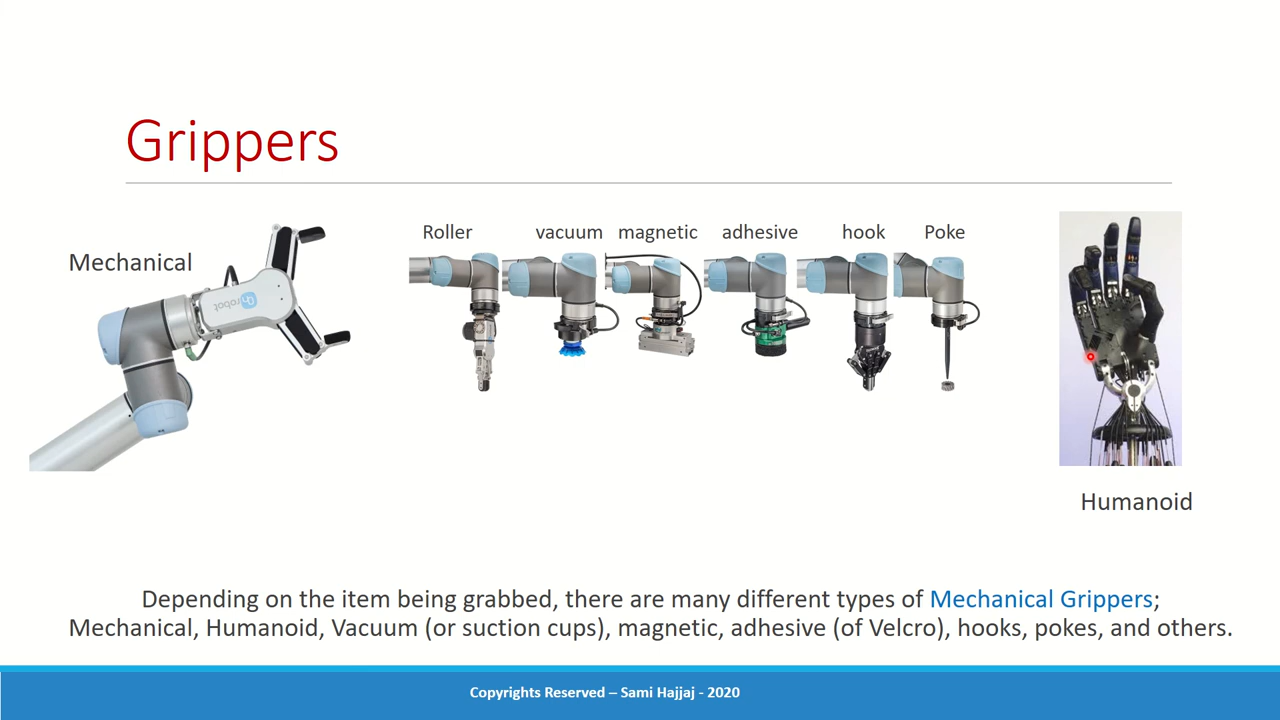 Grippers
Mechanical
Roller vacuum magnetic adhesive hook Poke
onrobot
Humanoid
Depending on the item being grabbed, there are many different types of Mechanical Grippers;
Mechanical, Humanoid, Vacuum (or suction cups), magnetic, adhesive (of Velcro), hooks, pokes, and others.
Copyrights Reserved – Sami Hajjaj - 2020